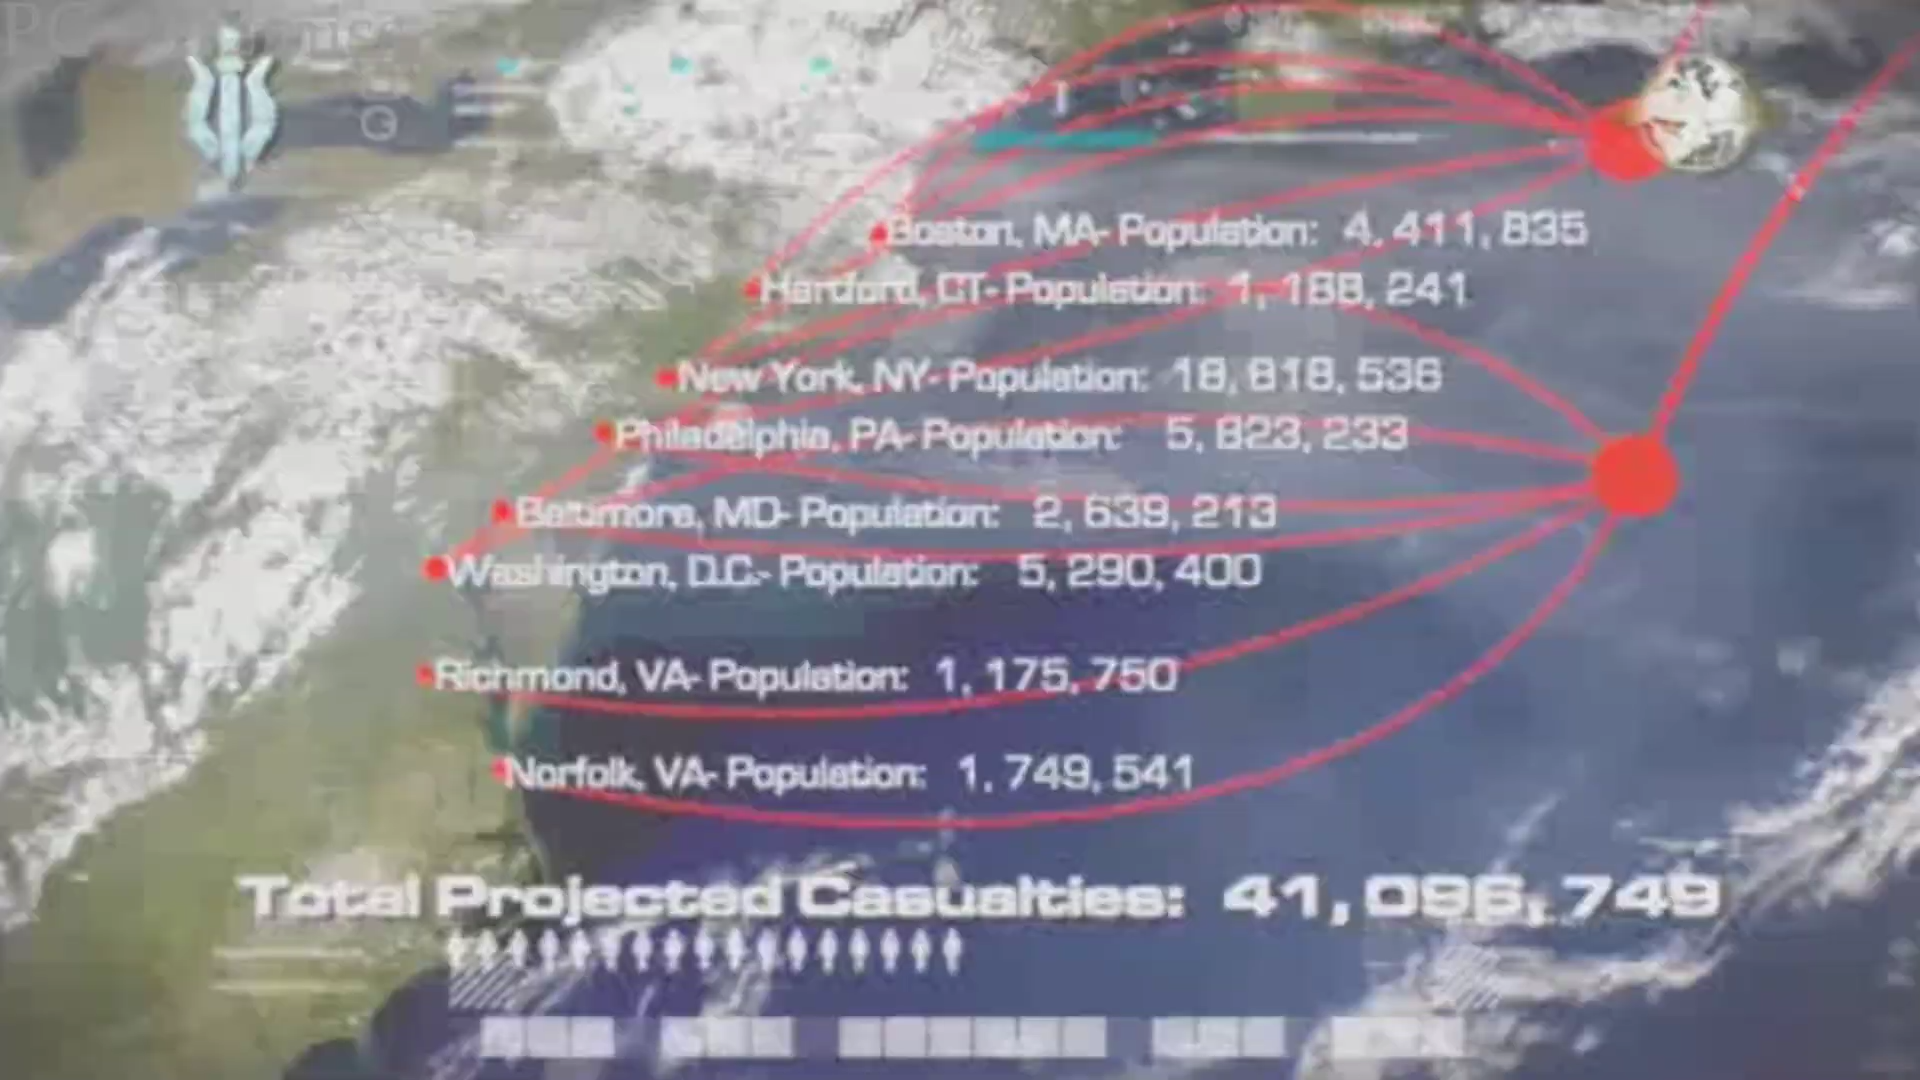 Boston, MA- Population: 4, 411, 835
Hartford, CT- Population: 1, 188, 241
New York, NY- Population: 18, 818, 536
Philadelphia, PA- Population: 5, 823, 233
Baltimore, MD- Population: 2, 639, 213
Washington, D.C.- Population: 5, 290, 400
Richmond, VA- Population: 1, 175, 750
Norfolk, VA- Population: 1, 749, 541
Total Projected Casualties: 41, 096, 749